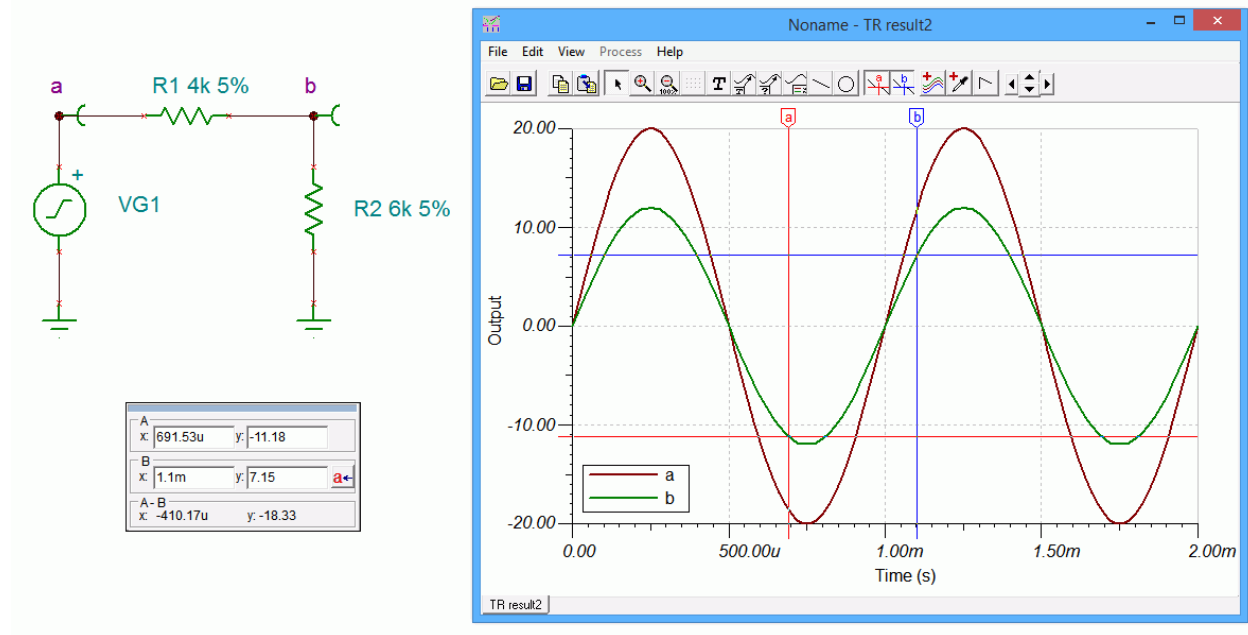 a
R1 4k 5%
b
+
VG1
R2 6k 5%
A
x: 691.53u y: -11.18
B
x: 1.1m y: 7.15 a
A - B
x: -410.17u y: -18.33
Noname - TR result2
File Edit View Process Help
100%
T
a b
a b
20.00
10.00
0.00
-10.00
-20.00
Output
a
b
0.00 500.00u 1.00m 1.50m 2.00m
Time (s)
TR result2